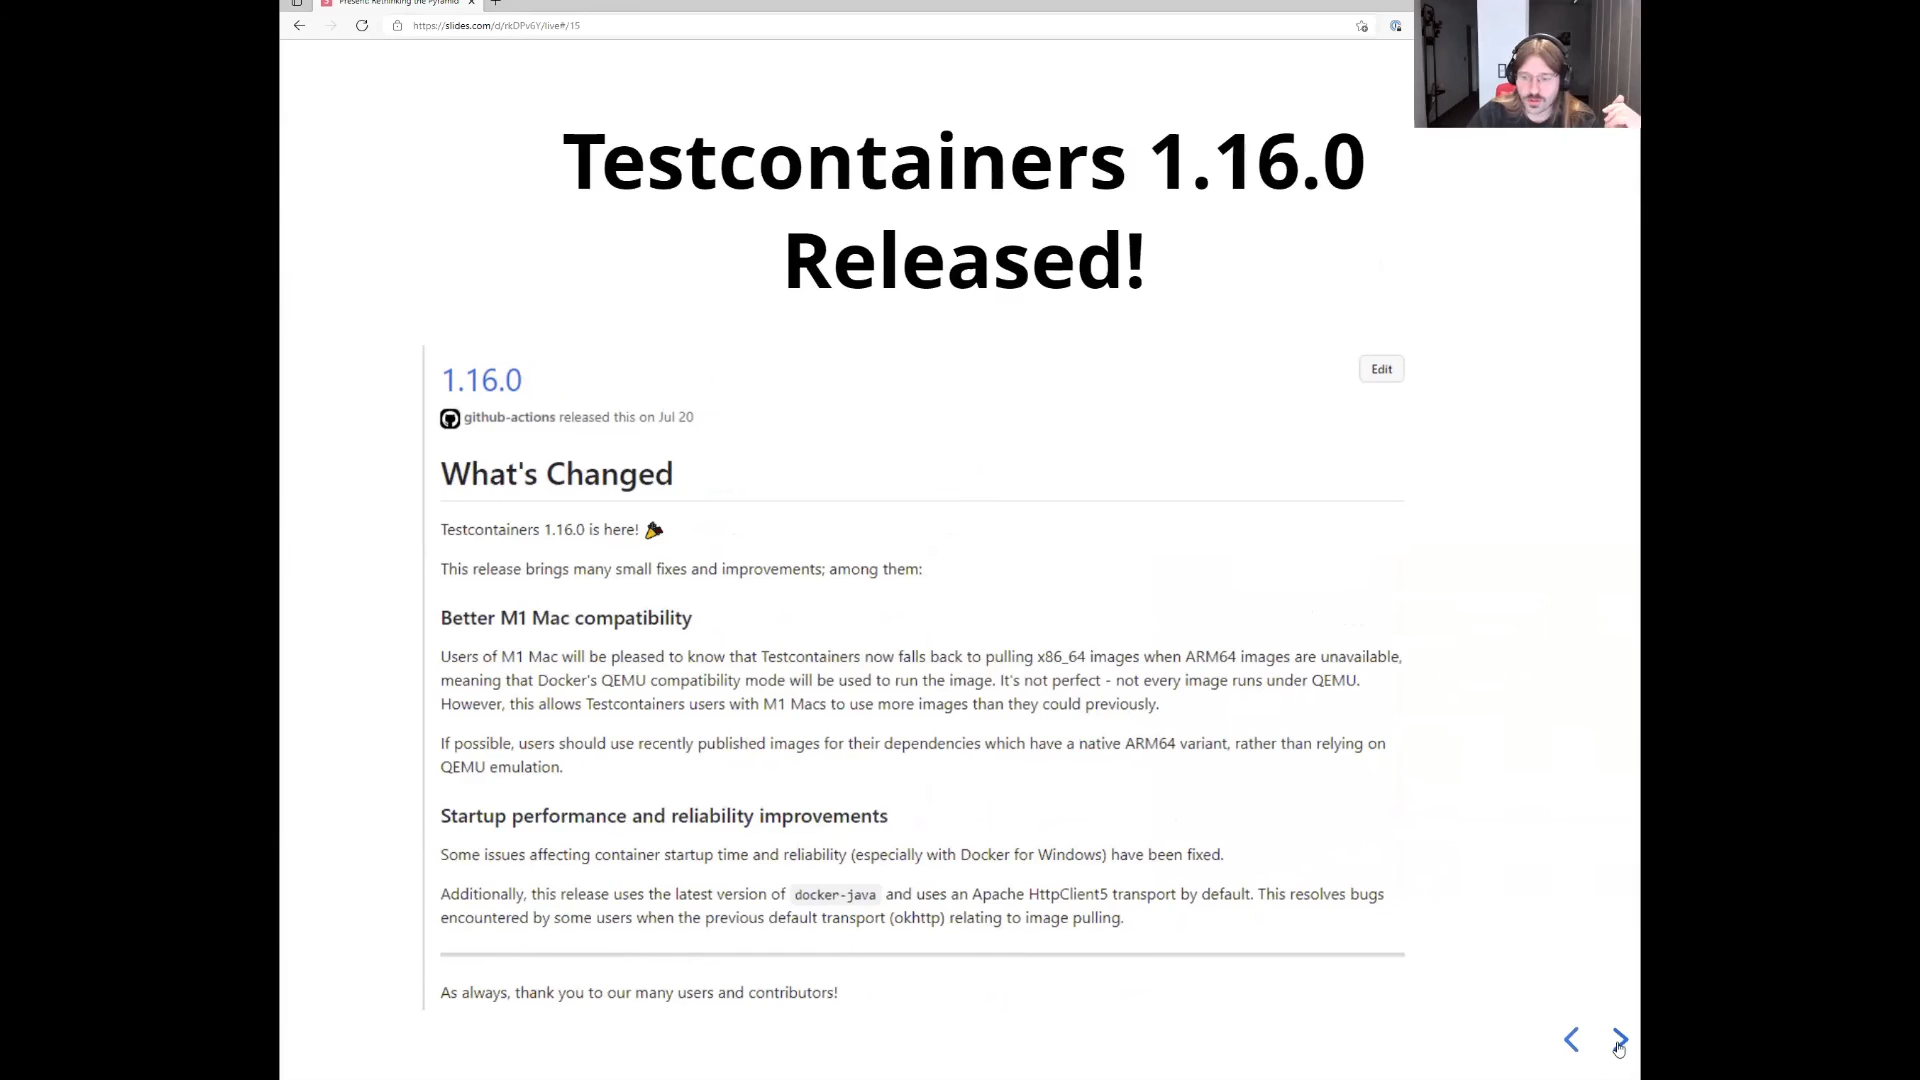 Present: Rethinking the Pyramid
https://slides.com/d/rkDPv6Y/live#/15
Testcontainers 1.16.0
Released!
1.16.0
Edit
github-actions released this on Jul 20
What's Changed
Testcontainers 1.16.0 is here!
This release brings many small fixes and improvements; among them:
Better M1 Mac compatibility
Users of M1 Mac will be pleased to know that Testcontainers now falls back to pulling x86_64 images when ARM64 images are unavailable,
meaning that Docker's QEMU compatibility mode will be used to run the image. It's not perfect - not every image runs under QEMU.
However, this allows Testcontainers users with M1 Macs to use more images than they could previously.
If possible, users should use recently published images for their dependencies which have a native ARM64 variant, rather than relying on
QEMU emulation.
Startup performance and reliability improvements
Some issues affecting container startup time and reliability (especially with Docker for Windows) have been fixed.
Additionally, this release uses the latest version of docker-java and uses an Apache HttpClient5 transport by default. This resolves bugs
encountered by some users when the previous default transport (okhttp) relating to image pulling.
As always, thank you to our many users and contributors!